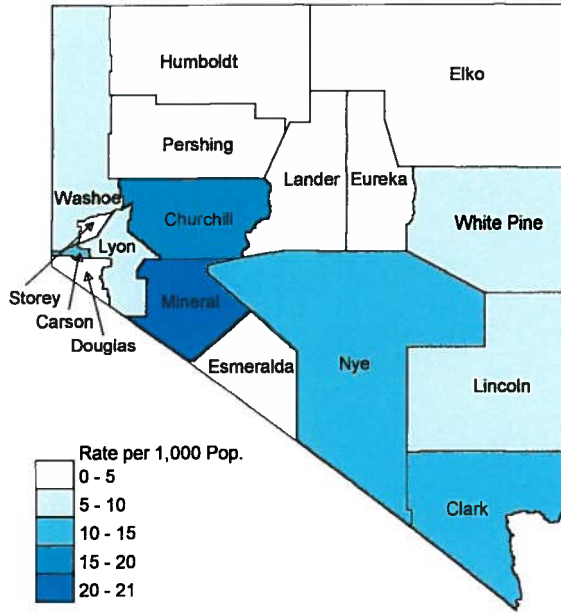 Humboldt
Elko
Pershing
Lander
Eureka
Washoe
Churchill
White Pine
Lyon
Storey
Mineral
Carson
Douglas
Esmeralda
Nye
Lincoln
Clark
Rate per 1,000 Pop.
0 - 5
5 - 10
10 - 15
15 - 20
20 - 21